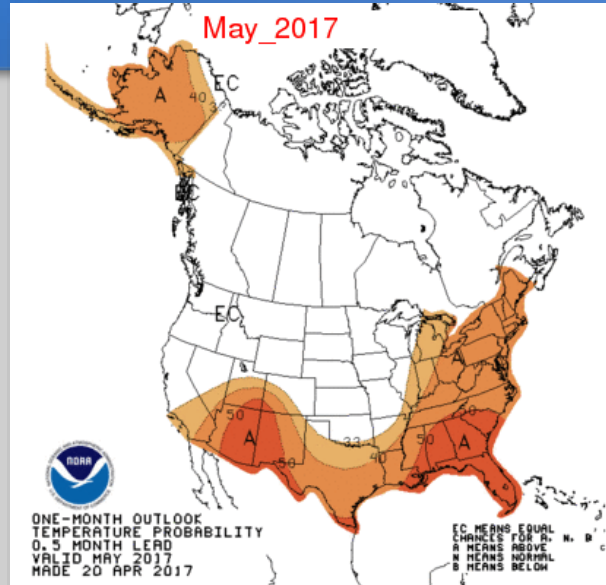 May_2017
EC
A
40
33
EC
EC
A
50
50
A
50
33
A
40
50
A
NOAA
ONE-MONTH OUTLOOK
TEMPERATURE PROBABILITY
0.5 MONTH LEAD
VALID MAY 2017
MADE 20 APR 2017
EC MEANS EQUAL
CHANCES FOR A, N, B
A MEANS ABOVE
N MEANS NORMAL
B MEANS BELOW